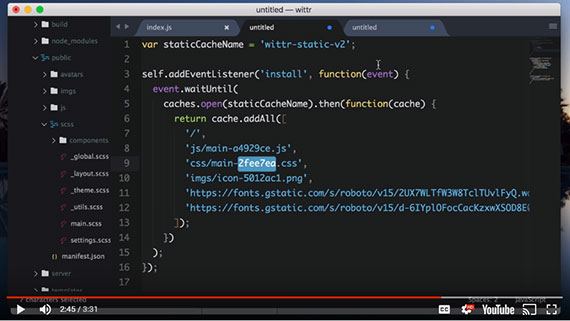 untitled — wittr
index.js
untitled
untitled
build
node_modules
public
avatars
imgs
js
scss
components
_global.scss
_layout.scss
_theme.scss
_utils.scss
main.scss
settings.scss
manifest.json
server
templates
1 var staticCacheName = 'wittr-static-v2';
2
3 self.addEventListener('install', function(event) {
4 event.waitUntil(
5 caches.open(staticCacheName).then(function(cache) {
6 return cache.addAll([
7 '/',
8 'js/main-a4929ce.js',
9 'css/main-2fee7ea.css',
10 'imgs/icon-5012ac1.png',
11 'https://fonts.gstatic.com/s/roboto/v15/2UX7WLTfW3W8TclTUvlFyQ.wo
12 'https://fonts.gstatic.com/s/roboto/v15/d-6IYplOFocCacKzxwXSOD8E
13 ]);
14 })
15 );
16 });
17
7 characters selected
Spaces: 2
JavaScript
2:45 / 3:31
CC
HD
YouTube